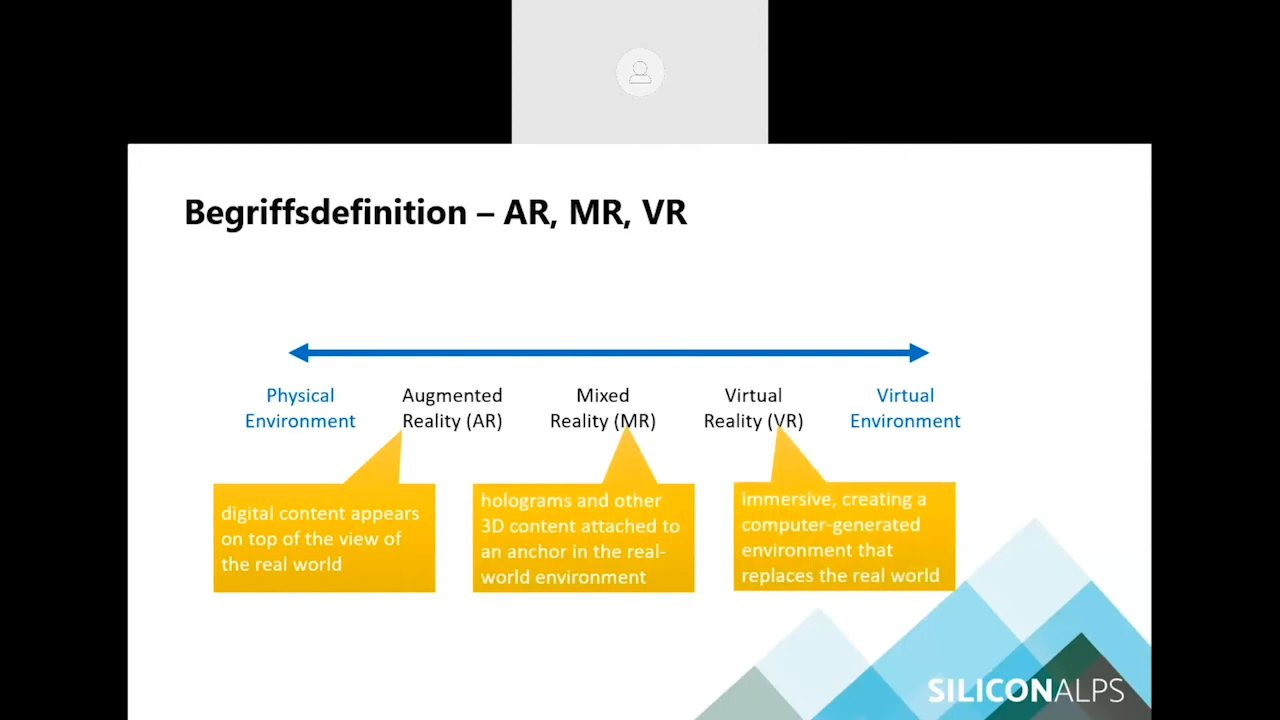 Begriffsdefinition – AR, MR, VR
Physical
Environment
Augmented
Reality (AR)
Mixed
Reality (MR)
Virtual
Reality (VR)
Virtual
Environment
digital content appears
on top of the view of
the real world
holograms and other
3D content attached to
an anchor in the real-
world environment
immersive, creating a
computer-generated
environment that
replaces the real world
SILICONALPS